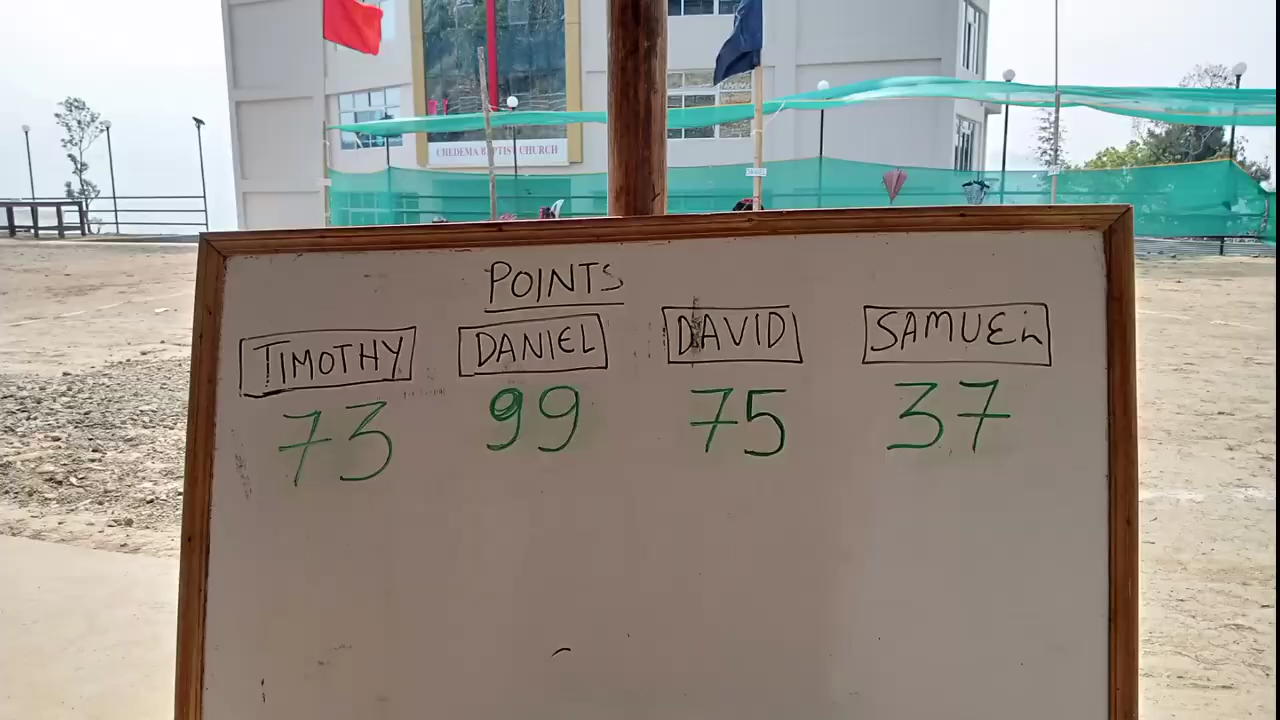 CHEDEMA BAPTIST CHURCH
POINTS
TIMOTHY DANIEL DAVID SAMUEL
73 99 75 37